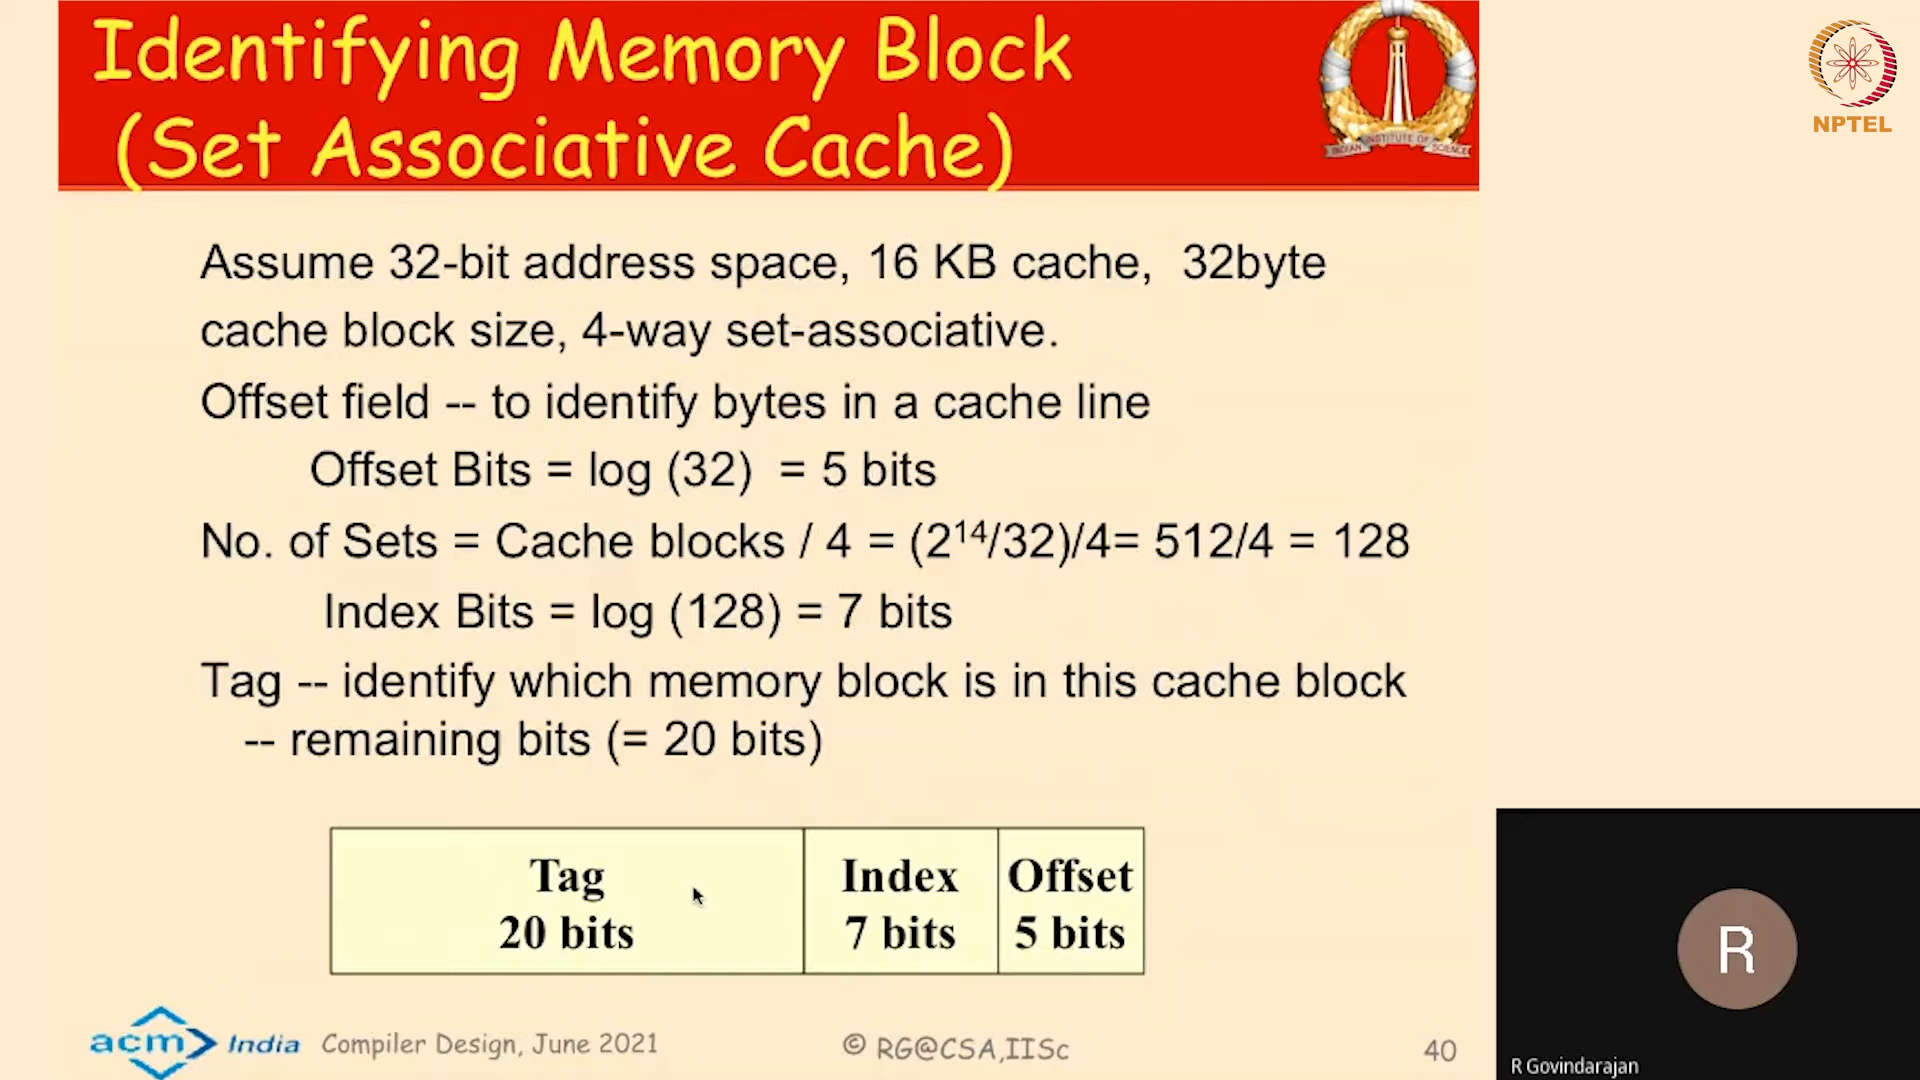 Identifying Memory Block
(Set Associative Cache)
INDIAN INSTITUTE OF SCIENCE
NPTEL
Assume 32-bit address space, 16 KB cache, 32byte
cache block size, 4-way set-associative.
Offset field -- to identify bytes in a cache line
Offset Bits = log (32) = 5 bits
No. of Sets = Cache blocks / 4 = (2¹⁴/32)/4= 512/4 = 128
Index Bits = log (128) = 7 bits
Tag -- identify which memory block is in this cache block
-- remaining bits (= 20 bits)
Tag Index Offset
20 bits 7 bits 5 bits
acm India Compiler Design, June 2021 © RG@CSA,IISc 40
R
R Govindarajan